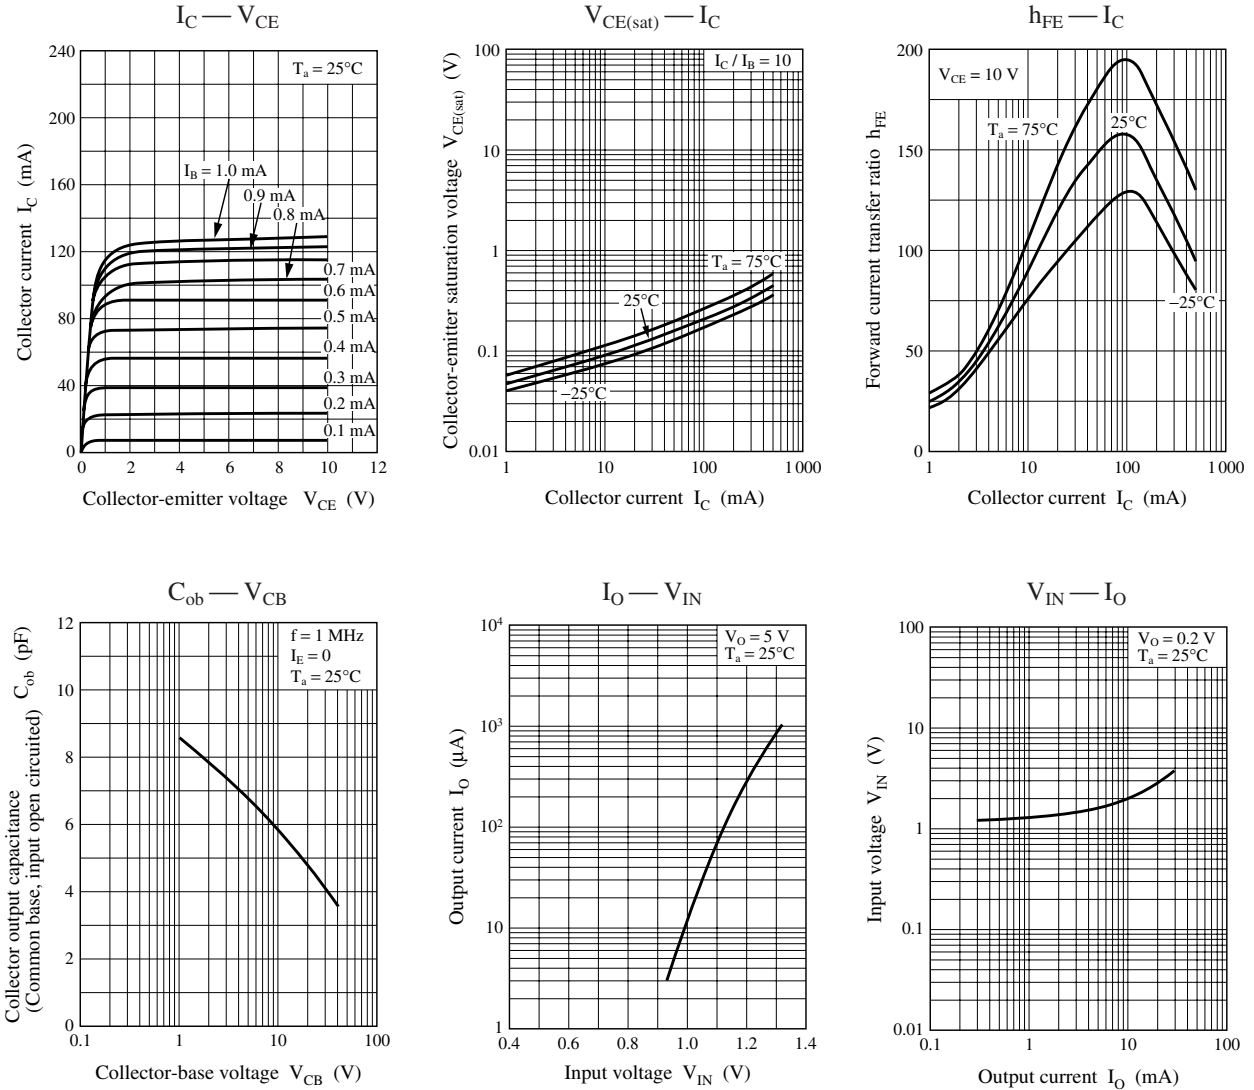 I_C — V_CE
240
200
160
120
80
40
0
0 2 4 6 8 10 12
T_a = 25°C
I_B = 1.0 mA
0.9 mA
0.8 mA
0.7 mA
0.6 mA
0.5 mA
0.4 mA
0.3 mA
0.2 mA
0.1 mA
Collector current I_C (mA)
Collector-emitter voltage V_CE (V)
V_CE(sat) — I_C
100
10
1
0.1
0.01
1 10 100 1000
I_C / I_B = 10
T_a = 75°C
25°C
–25°C
Collector-emitter saturation voltage V_CE(sat) (V)
Collector current I_C (mA)
h_FE — I_C
200
150
100
50
0
1 10 100 1000
V_CE = 10 V
T_a = 75°C
25°C
–25°C
Forward current transfer ratio h_FE
Collector current I_C (mA)
C_ob — V_CB
12
10
8
6
4
2
0
0.1 1 10 100
f = 1 MHz
I_E = 0
T_a = 25°C
Collector output capacitance
(Common base, input open circuited) C_ob (pF)
Collector-base voltage V_CB (V)
I_O — V_IN
10⁴
10³
10²
10
1
0.4 0.6 0.8 1.0 1.2 1.4
V_O = 5 V
T_a = 25°C
Output current I_O (µA)
Input voltage V_IN (V)
V_IN — I_O
100
10
1
0.1
0.01
0.1 1 10 100
V_O = 0.2 V
T_a = 25°C
Input voltage V_IN (V)
Output current I_O (mA)